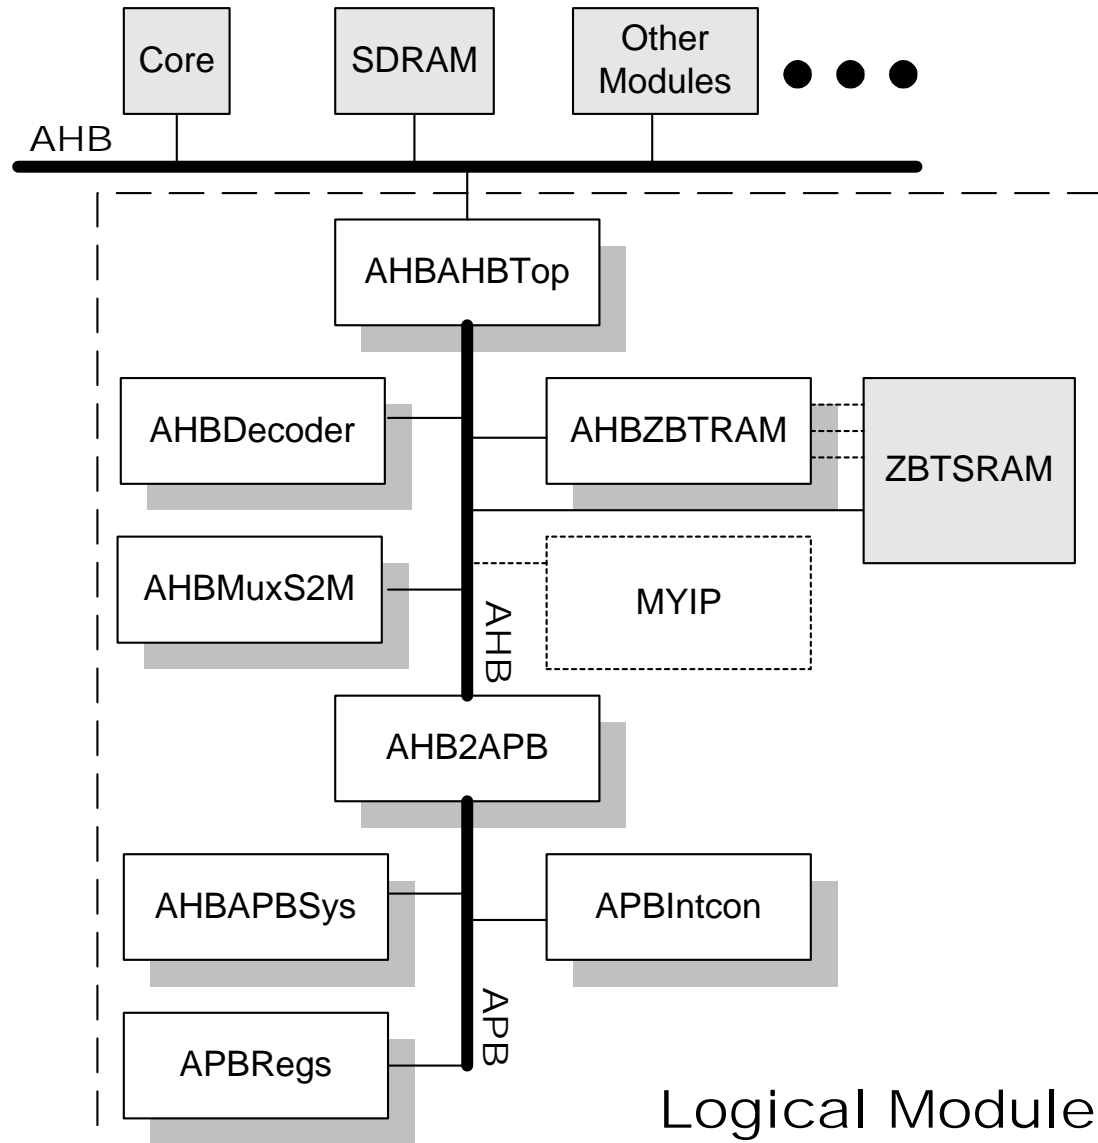 Core
SDRAM
Other
Modules
AHB
AHBAHBTop
AHBDecoder
AHBZBTRAM
ZBTSRAM
AHBMuxS2M
MYIP
AHB
AHB2APB
AHBAPBSys
APBIntcon
APB
APBRegs
Logical Module